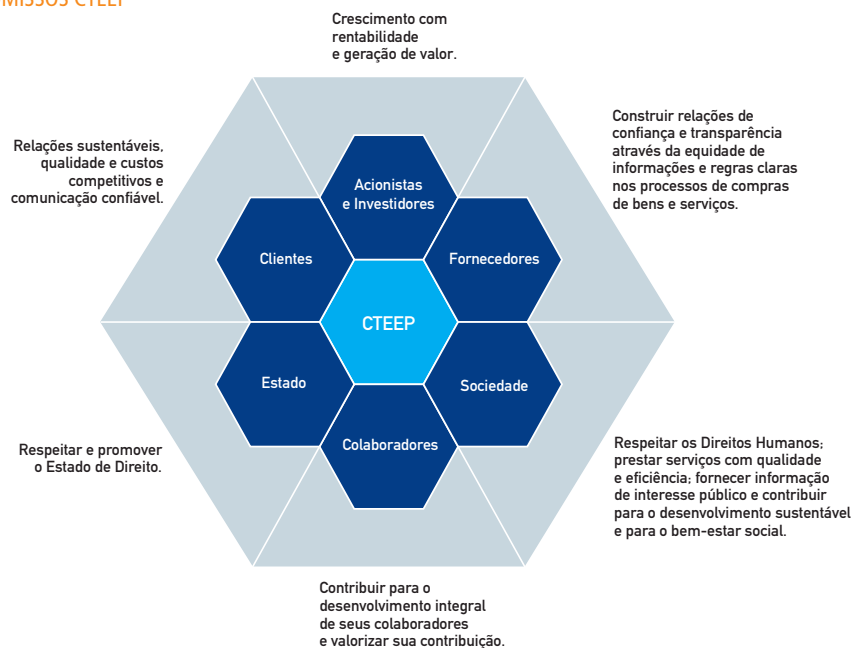 Crescimento com
rentabilidade
e geração de valor.
Construir relações de
confiança e transparência
através da equidade de
informações e regras claras
nos processos de compras
de bens e serviços.
Relações sustentáveis,
qualidade e custos
competitivos e
comunicação confiável.
Acionistas
e Investidores
Clientes
Fornecedores
CTEEP
Estado
Sociedade
Colaboradores
Respeitar e promover
o Estado de Direito.
Respeitar os Direitos Humanos;
prestar serviços com qualidade
e eficiência; fornecer informação
de interesse público e contribuir
para o desenvolvimento sustentável
e para o bem-estar social.
Contribuir para o
desenvolvimento integral
de seus colaboradores
e valorizar sua contribuição.